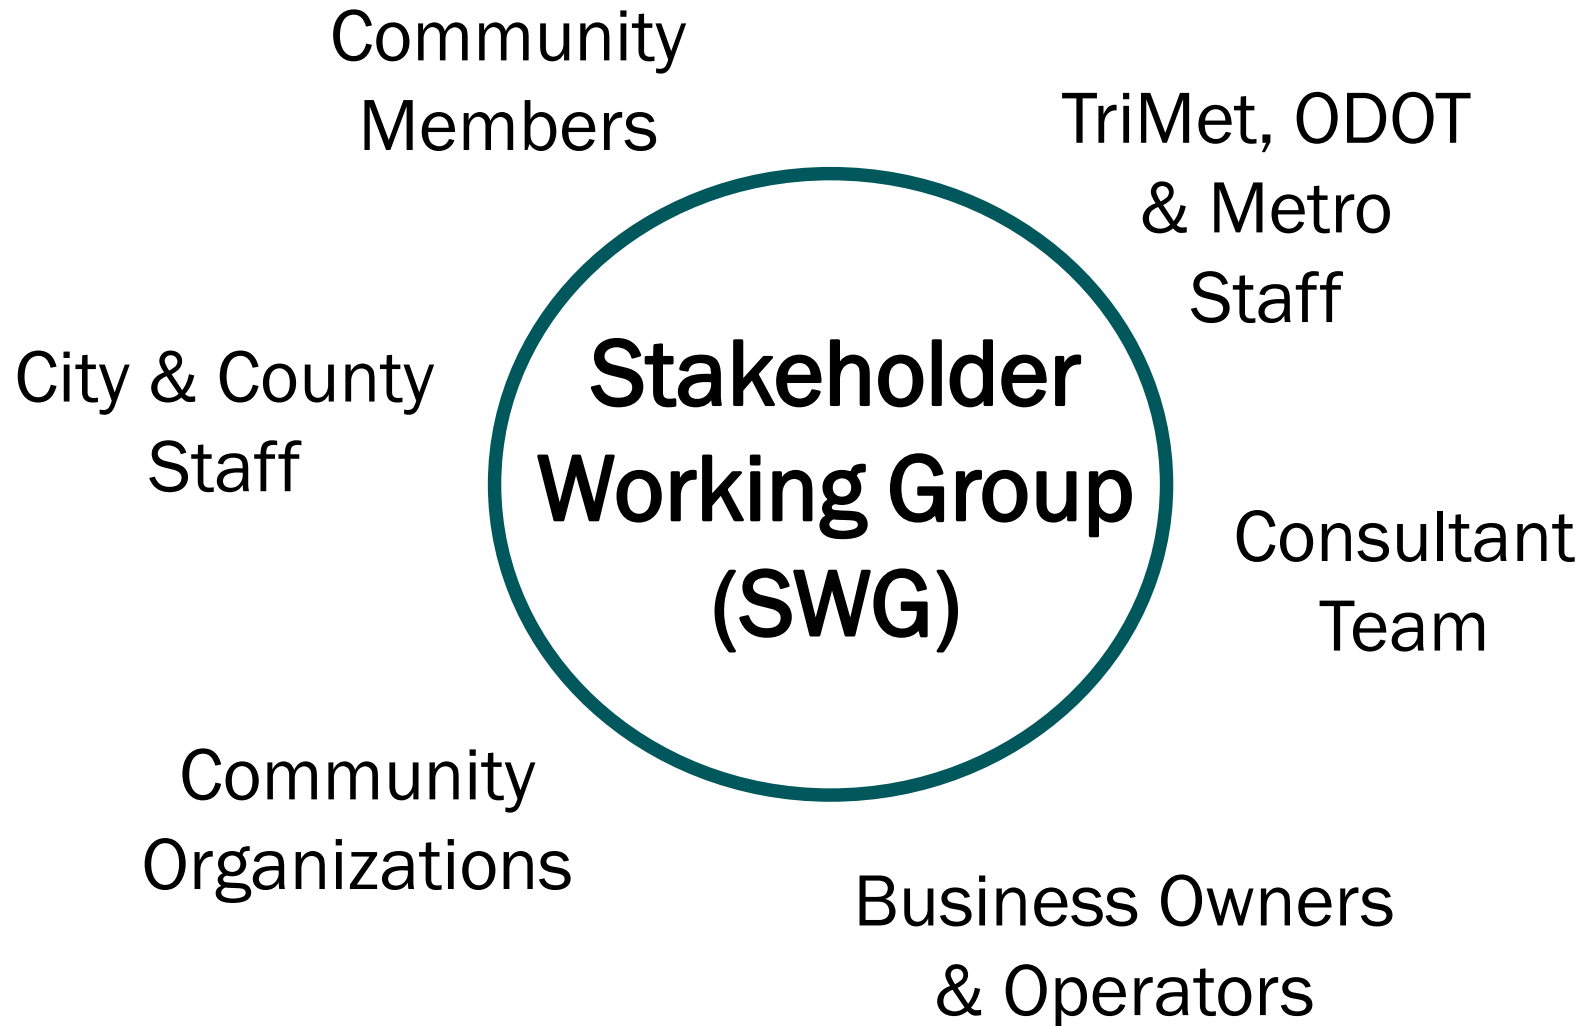 Community
Members
TriMet, ODOT
& Metro
Staff
City & County
Staff
Stakeholder
Working Group
(SWG)
Consultant
Team
Community
Organizations
Business Owners
& Operators